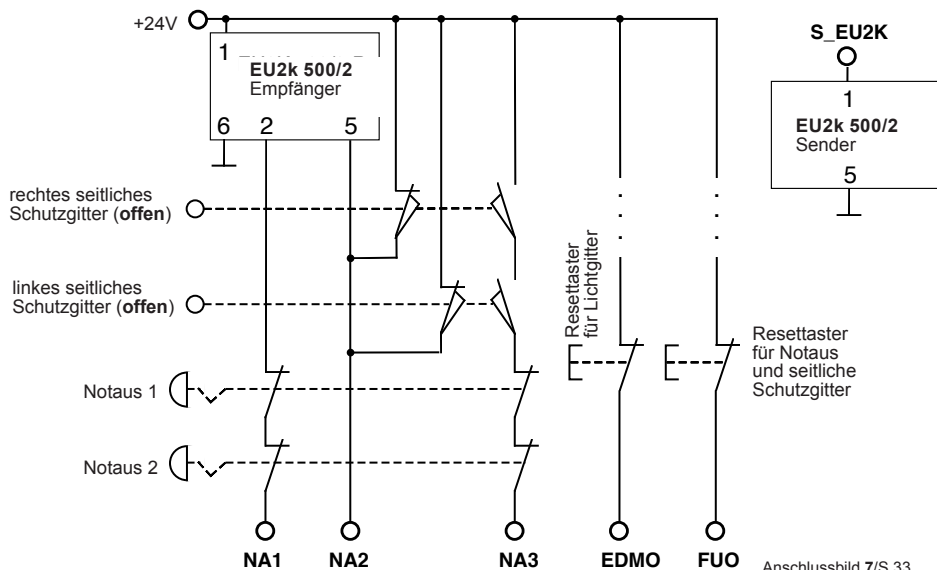 +24V
S_EU2K
1
EU2k 500/2
Empfänger
6 2 5
1
EU2k 500/2
Sender
5
rechtes seitliches
Schutzgitter (offen)
linkes seitliches
Schutzgitter (offen)
Resettaster
für Lichtgitter
Resettaster
für Notaus
und seitliche
Schutzgitter
Notaus 1
Notaus 2
NA1 NA2 NA3 EDMO FUO
Anschlussbild 7/S.33